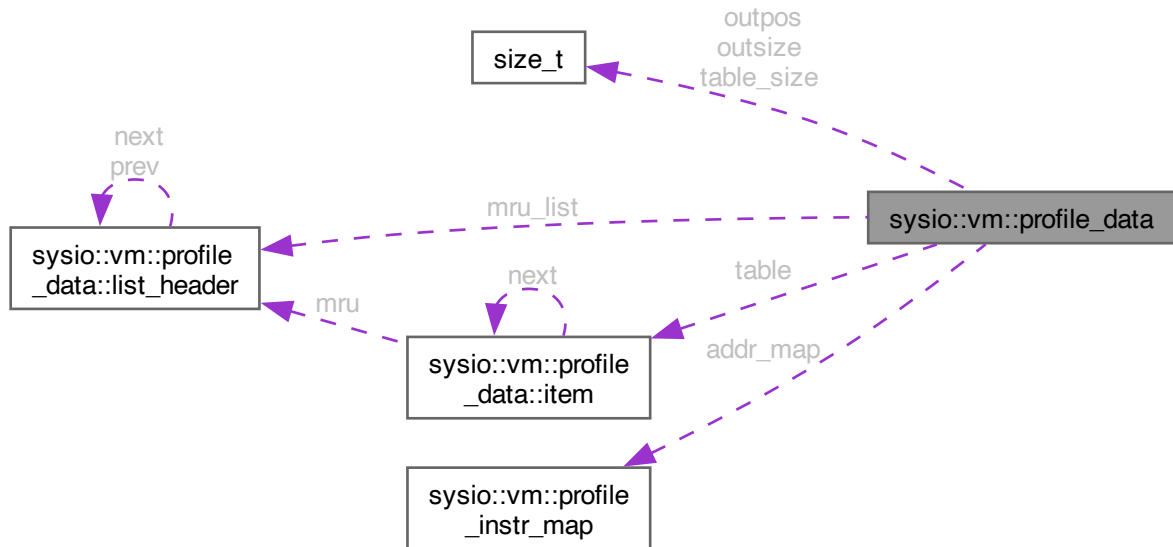 outpos
outsize
table_size
size_t
next
prev
mru_list
sysio::vm::profile_data
sysio::vm::profile
_data::list_header
next
table
mru
addr_map
sysio::vm::profile
_data::item
sysio::vm::profile
_instr_map